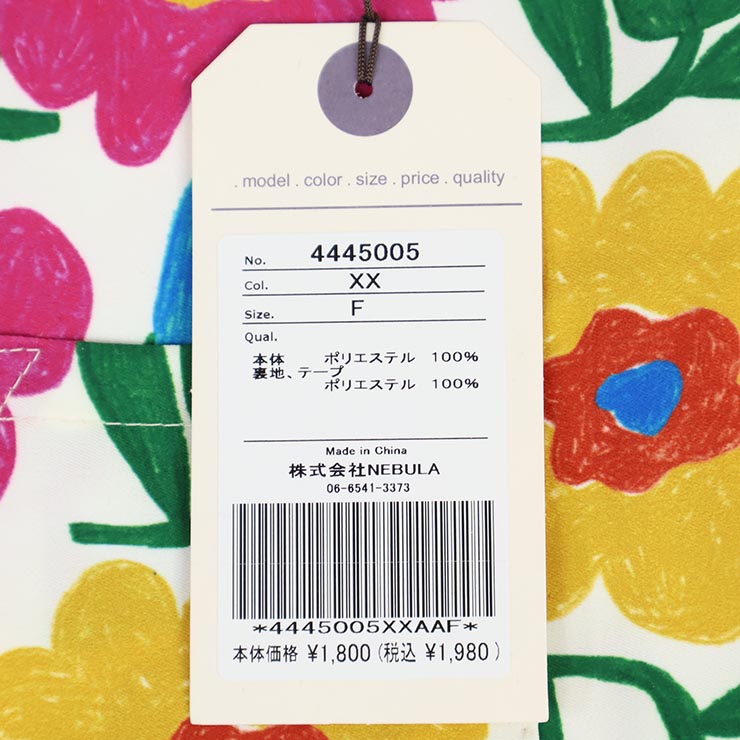 . model . color . size . price . quality
No. 4445005
Col. XX
Size. F
Qual.
本体 ポリエステル 100%
裏地、テープ
ポリエステル 100%
Made in China
株式会社NEBULA
06-6541-3373
*4445005XXAAF*
本体価格 ¥1,800(税込 ¥1,980)